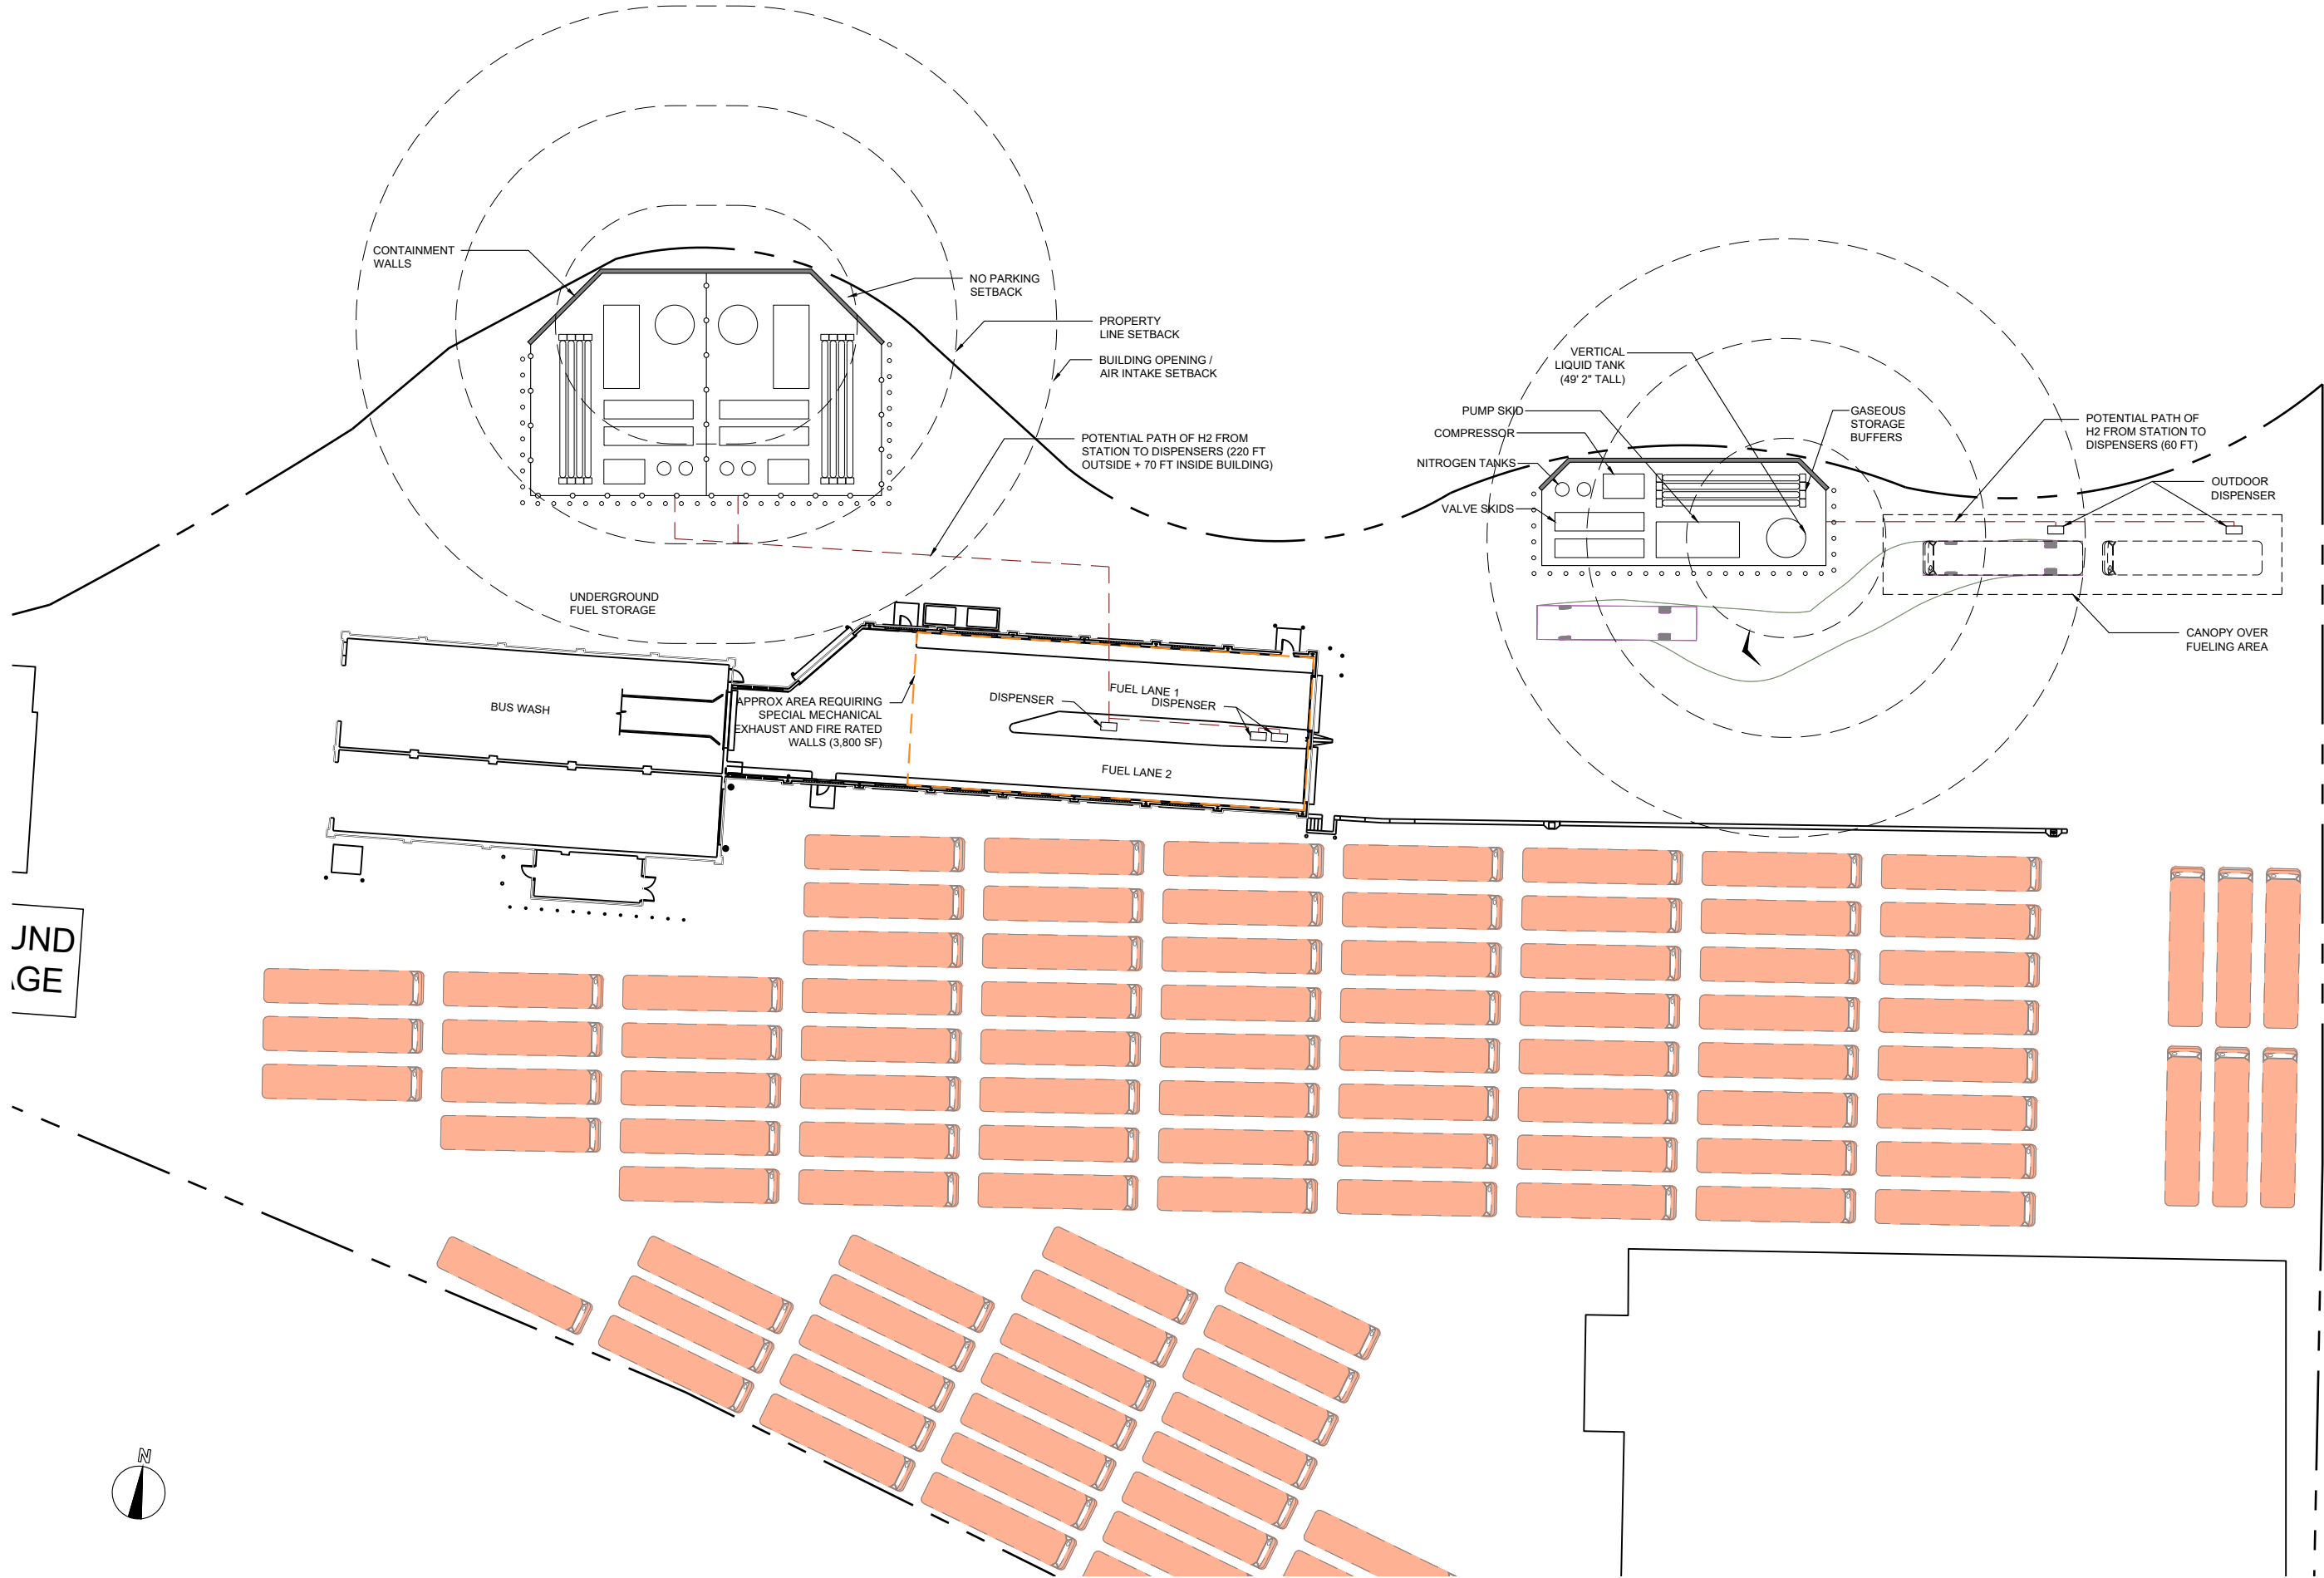 CONTAINMENT
WALLS
NO PARKING
SETBACK
PROPERTY
LINE SETBACK
BUILDING OPENING /
AIR INTAKE SETBACK
POTENTIAL PATH OF H2 FROM
STATION TO DISPENSERS (220 FT
OUTSIDE + 70 FT INSIDE BUILDING)
VERTICAL
LIQUID TANK
(49' 2" TALL)
PUMP SKID
COMPRESSOR
NITROGEN TANKS
VALVE SKIDS
GASEOUS
STORAGE
BUFFERS
POTENTIAL PATH OF
H2 FROM STATION TO
DISPENSERS (60 FT)
OUTDOOR
DISPENSER
CANOPY OVER
FUELING AREA
UNDERGROUND
FUEL STORAGE
BUS WASH
APPROX AREA REQUIRING
SPECIAL MECHANICAL
EXHAUST AND FIRE RATED
WALLS (3,800 SF)
DISPENSER
FUEL LANE 1
DISPENSER
FUEL LANE 2
UND
AGE
N